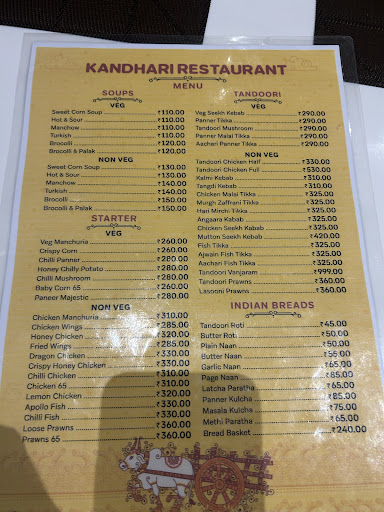 KANDHARI RESTAURANT
MENU
SOUPS
VEG
Sweet Corn Soup ₹110.00
Hot & Sour ₹110.00
Manchow ₹110.00
Turkish ₹110.00
Brocolli ₹120.00
Brocolli & Palak ₹120.00
NON VEG
Sweet Corn ₹130.00
Hot & Sour ₹130.00
Manchow ₹140.00
Turkish ₹140.00
Brocolli ₹150.00
Brocolli & Palak ₹150.00
STARTER
VEG
Veg Manchuria ₹260.00
Crispy Corn ₹260.00
Chilli Panner ₹280.00
Honey Chilly Potato ₹280.00
Chilli Mushroom ₹280.00
Baby Corn 65 ₹280.00
Paneer Majestic ₹280.00
NON VEG
Chicken Manchuria ₹310.00
Chicken Wings ₹285.00
Honey Chicken ₹320.00
Fried Wings ₹285.00
Dragon Chicken ₹330.00
Crispy Honey Chicken ₹330.00
Chilli Chicken ₹310.00
Chicken 65 ₹310.00
Lemon Chicken ₹320.00
Apollo Fish ₹330.00
Chilli Fish ₹330.00
Loose Prawns ₹360.00
Prawns 65 ₹360.00
TANDOORI
VEG
Veg Seekh Kebab ₹290.00
Panner Tikka ₹290.00
Tandoori Mushroom ₹290.00
Panner Malai Tikka ₹290.00
Aachari Panner Tikka ₹290.00
NON VEG
Tandoori Chicken Half ₹330.00
Tandoori Chicken Full ₹530.00
Kalmi Kebab ₹310.00
Tangdi Kebab ₹310.00
Chicken Malai Tikka ₹325.00
Murgh Zaffrani Tikka ₹325.00
Hari Mirchi Tikka ₹325.00
Angaara Kabab ₹325.00
Chicken Seekh Kabab ₹325.00
Mutton Seekh Kebab ₹420.00
Fish Tikka ₹325.00
Ajwain Fish Tikka ₹325.00
Aachari Fish Tikka ₹325.00
Tandoori Vanjaram ₹999.00
Tandoori Prawns ₹360.00
Lasooni Prawns ₹360.00
INDIAN BREADS
Tandoori Roti ₹45.00
Butter Roti ₹50.00
Plain Naan ₹50.00
Butter Naan ₹55.00
Garlic Naan ₹65.00
Page Naan ₹85.00
Latcha Paratha ₹65.00
Panner Kulcha ₹85.00
Masala Kulcha ₹75.00
Methi Paratha ₹65.00
Bread Basket ₹240.00